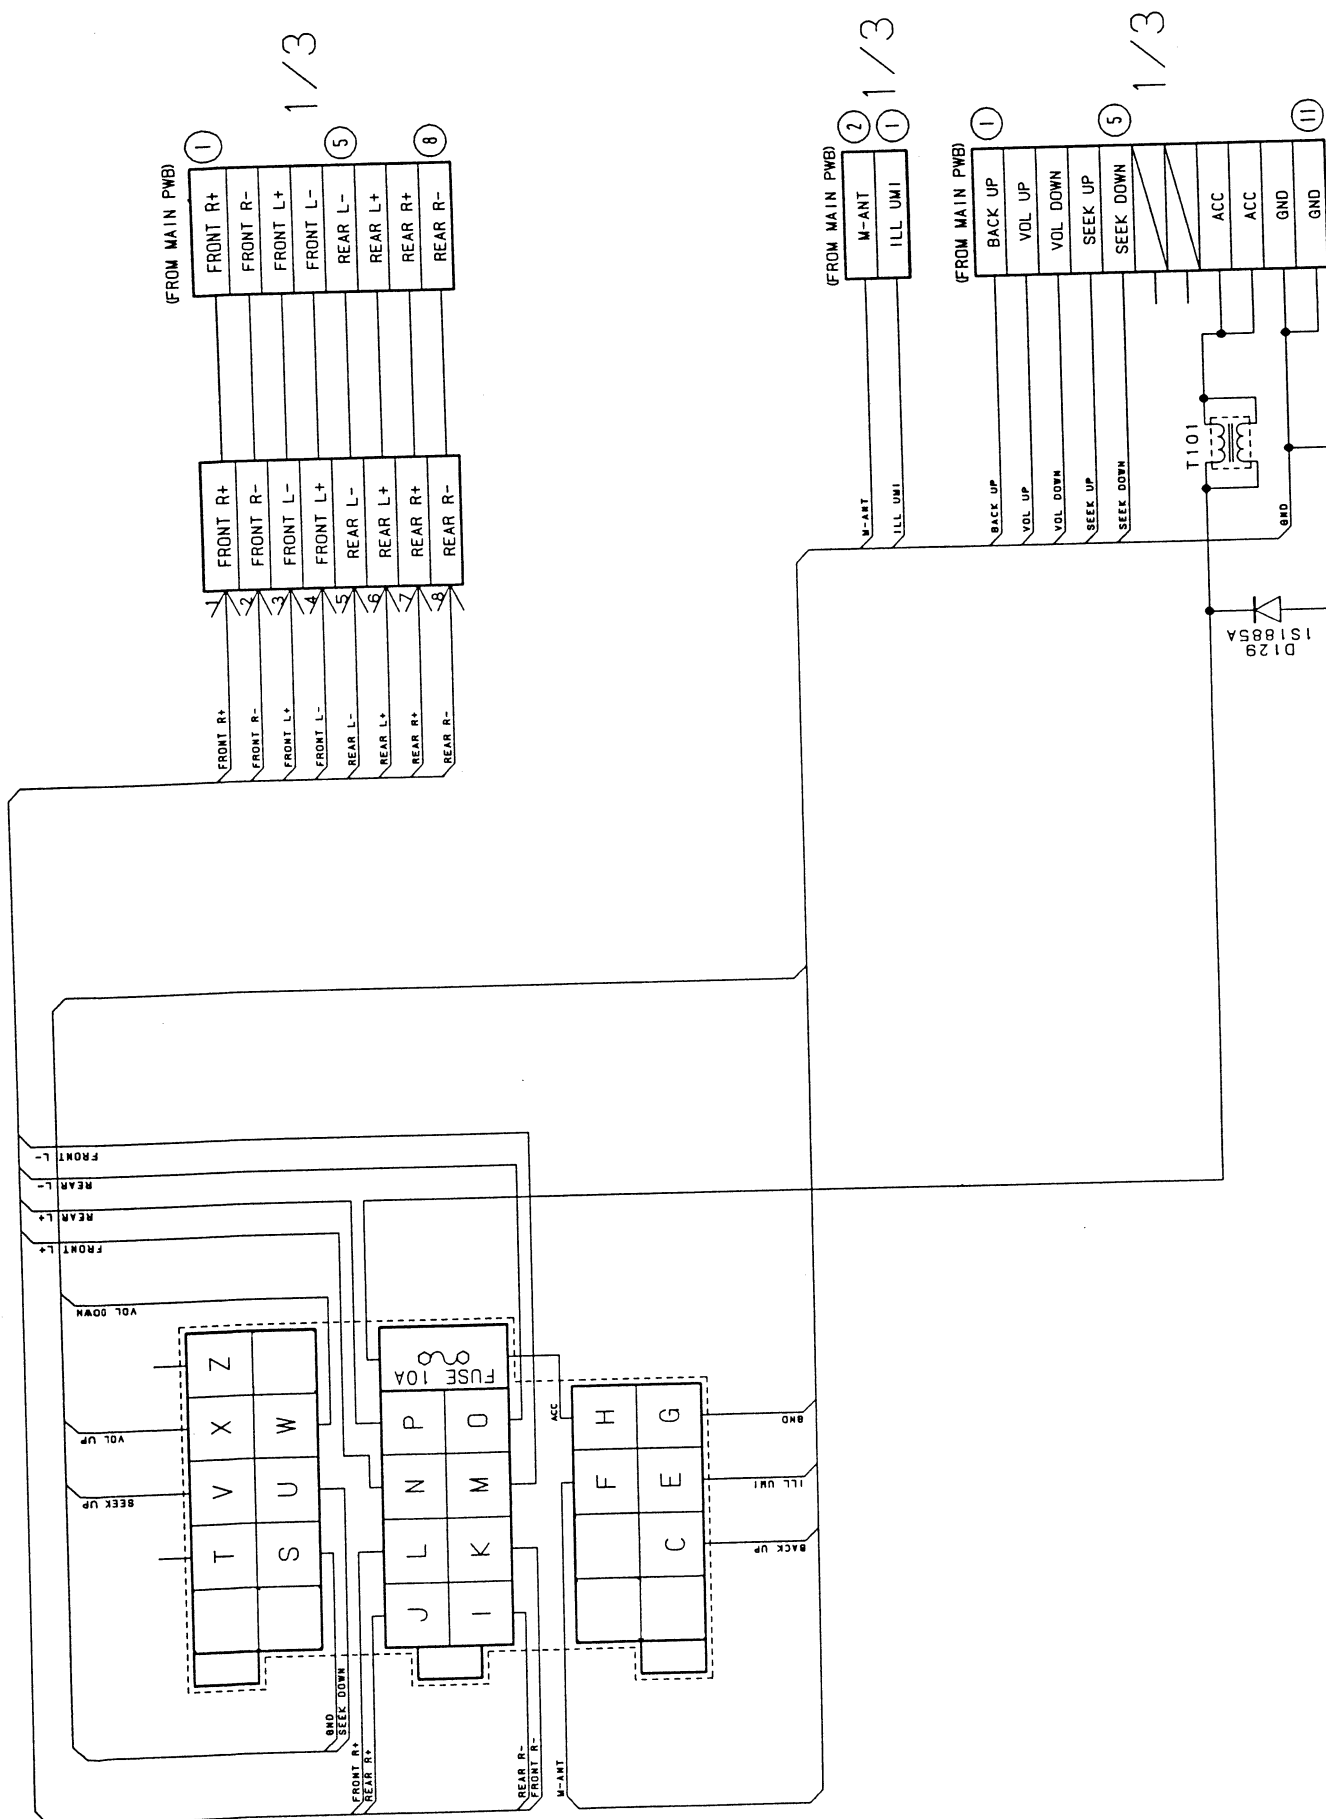 1/3
(FROM MAIN PWB)
1
5
8
FRONT R+
FRONT R-
FRONT L+
FRONT L-
REAR L-
REAR L+
REAR R+
REAR R-
FRONT R+
FRONT R-
FRONT L-
FRONT L+
REAR L-
REAR L+
REAR R+
REAR R-
1
2
3
4
5
6
7
8
FRONT R+
FRONT R-
FRONT L+
FRONT L-
REAR L-
REAR L+
REAR R+
REAR R-
1/3
(FROM MAIN PWB)
2
1
M-ANT
ILL UMI
M-ANT
ILL UMI
1/3
(FROM MAIN PWB)
1
5
11
BACK UP
VOL UP
VOL DOWN
SEEK UP
SEEK DOWN
ACC
ACC
GND
GND
BACK UP
VOL UP
VOL DOWN
SEEK UP
SEEK DOWN
T101
GND
D129
1S1885A
FRONT L-
REAR L-
REAR L+
FRONT L+
VOL DOWN
VOL UP
SEEK UP
Z
X
W
V
U
T
S
GND
SEEK DOWN
FUSE 10A
P
O
N
M
L
K
J
I
FRONT R+
REAR R+
REAR R-
FRONT R-
ACC
H
G
F
E
C
GND
ILL UMI
BACK UP
M-ANT